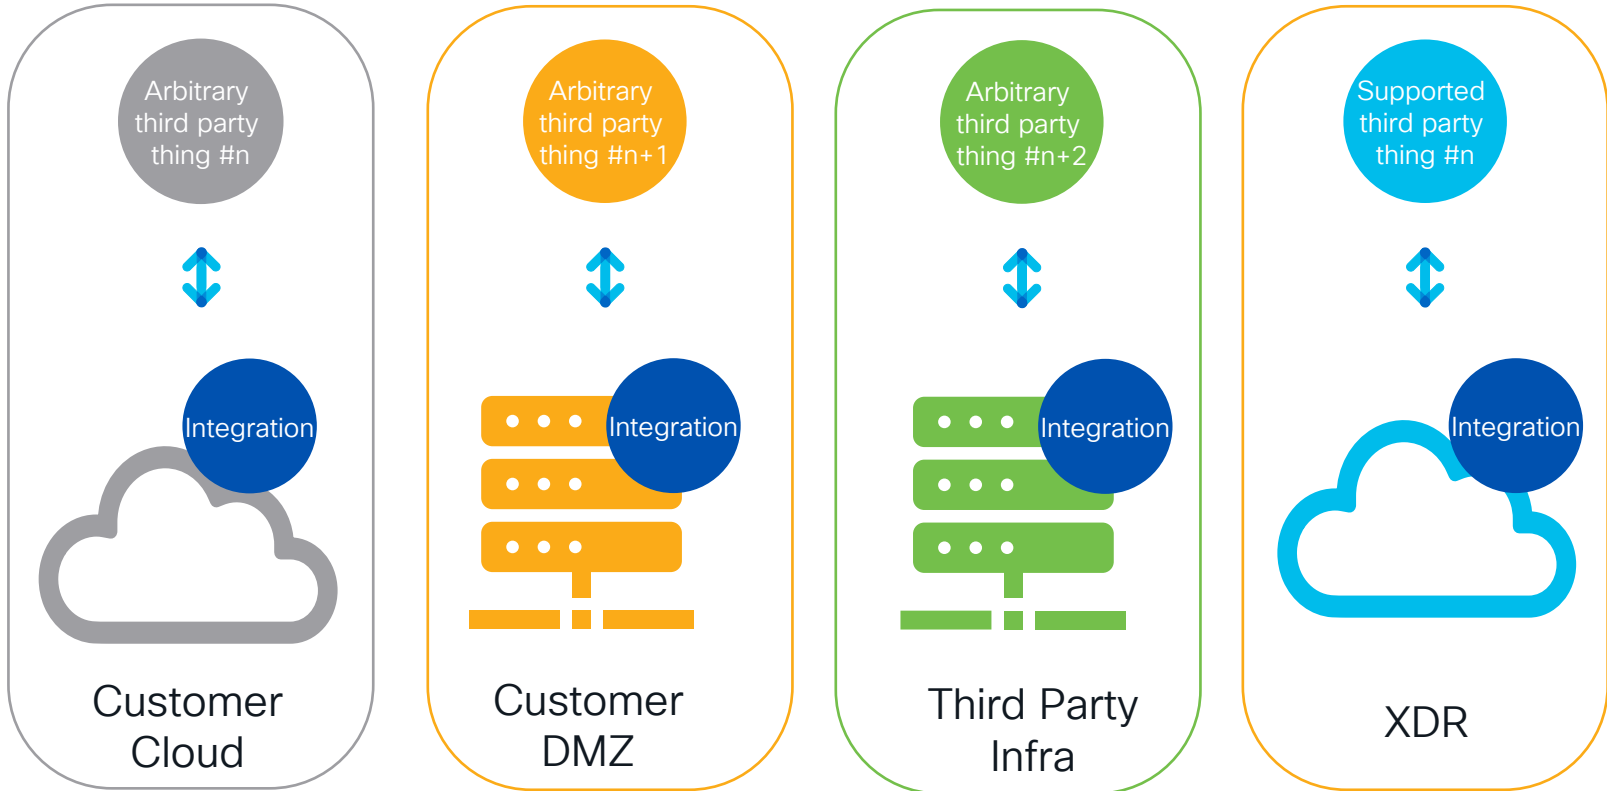 Arbitrary
third party
thing #n
Integration
Customer
Cloud
Arbitrary
third party
thing #n+1
Integration
Customer
DMZ
Arbitrary
third party
thing #n+2
Integration
Third Party
Infra
Supported
third party
thing #n
Integration
XDR